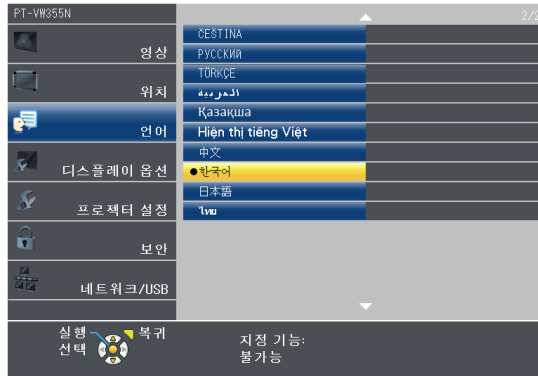 PT-VW355N
2/2
영상
위치
언어
디스플레이 옵션
프로젝터 설정
보안
네트워크/USB
ČEŠTINA
РУССКИЙ
TÜRKÇE
العربية
Қазақша
Hiện thị tiếng Việt
中文
●한국어
日本語
ไทย
실행
선택
복귀
지정 기능:
불가능